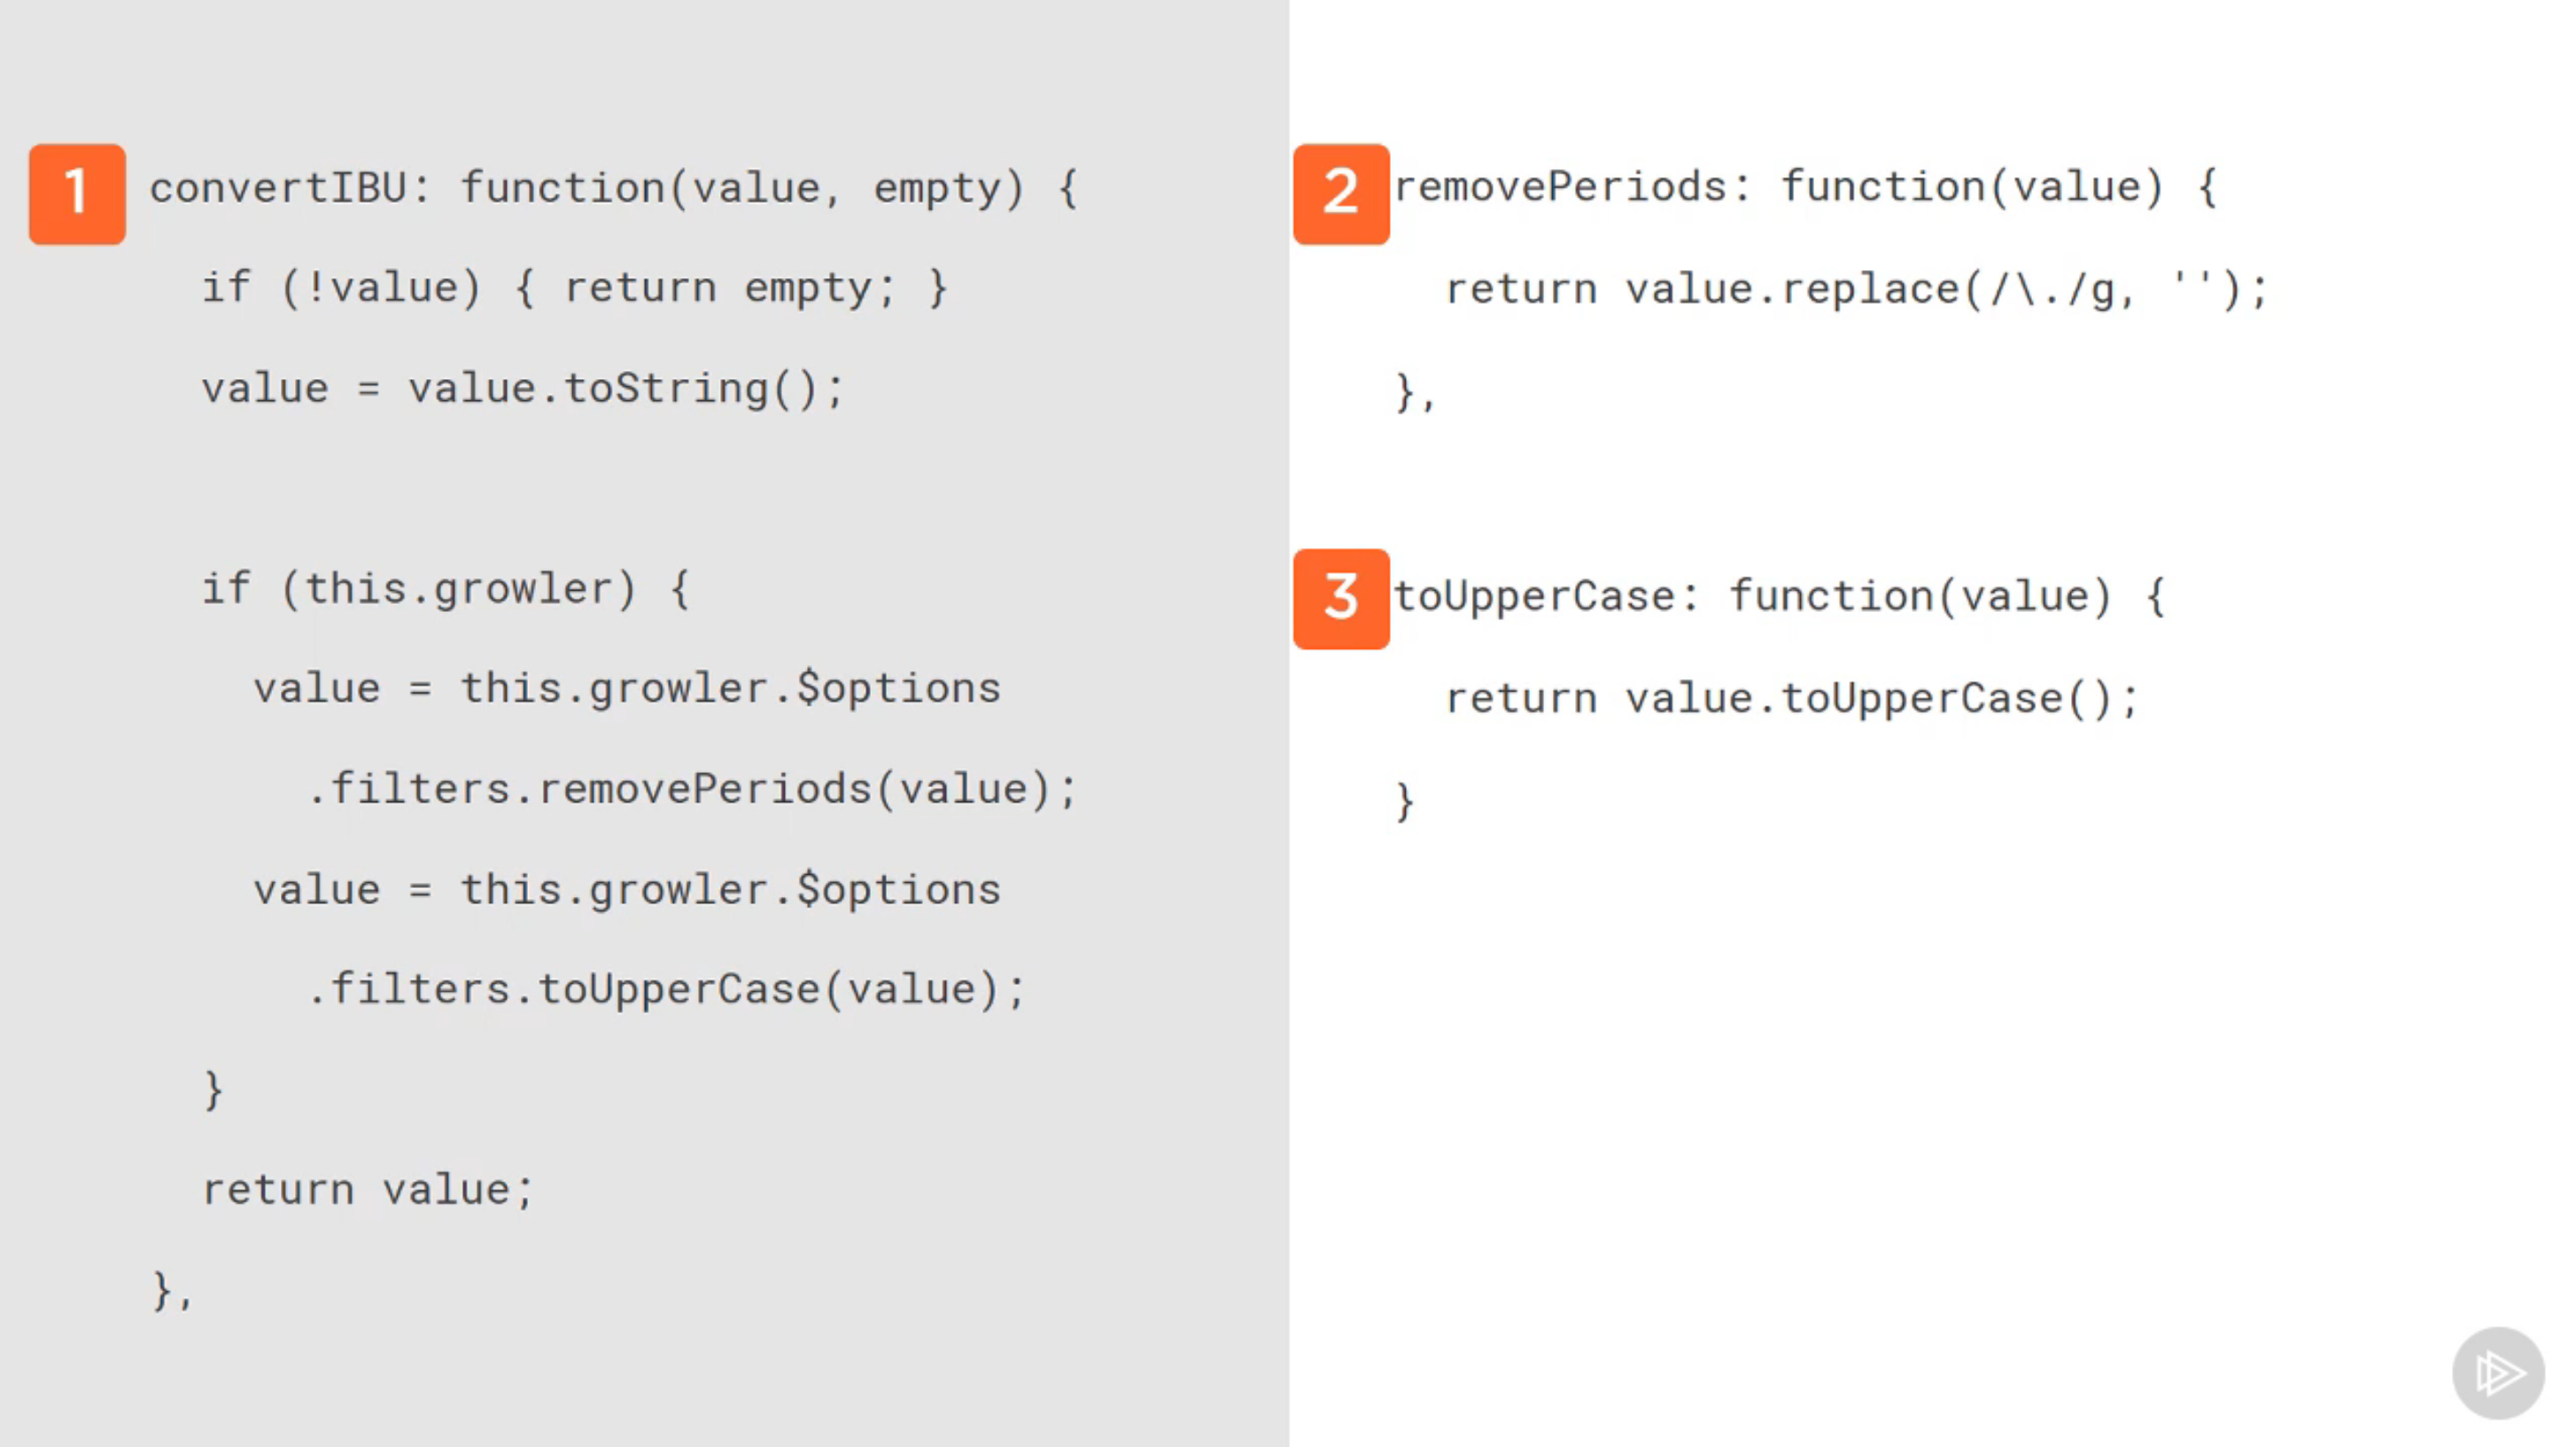 1
convertIBU: function(value, empty) {
if (!value) { return empty; }
value = value.toString();
if (this.growler) {
value = this.growler.$options
.filters.removePeriods(value);
value = this.growler.$options
.filters.toUpperCase(value);
}
return value;
},
2
removePeriods: function(value) {
return value.replace(/\./g, '');
},
3
toUpperCase: function(value) {
return value.toUpperCase();
}